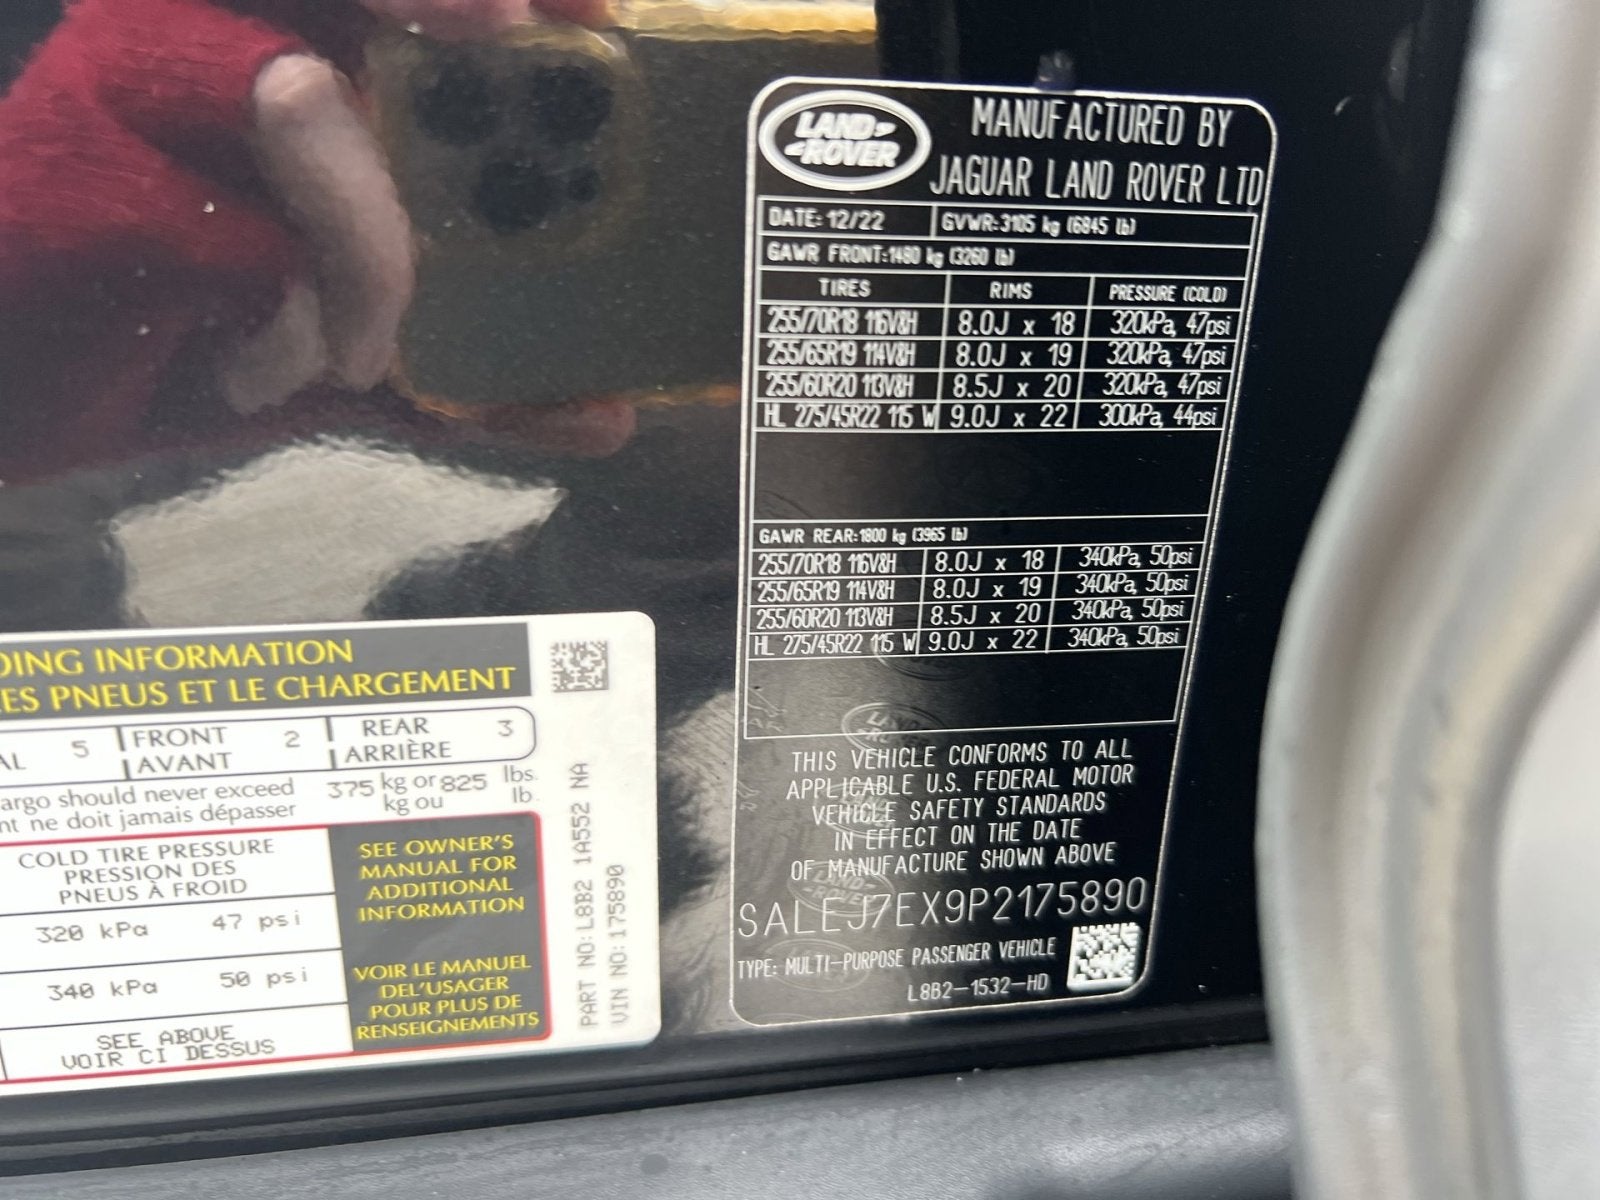 LAND ROVER
MANUFACTURED BY
JAGUAR LAND ROVER LTD
DATE: 12/22 GVWR: 3105 kg (6845 lb)
GAWR FRONT: 1480 kg (3260 lb)
TIRES RIMS PRESSURE (COLD)
255/70R18 116V&H 8.0J x 18 320kPa, 47psi
255/65R19 114V&H 8.0J x 19 320kPa, 47psi
255/60R20 113V&H 8.5J x 20 320kPa, 47psi
HL 275/45R22 115 W 9.0J x 22 300kPa, 44psi
GAWR REAR: 1800 kg (3965 lb)
255/70R18 116V&H 8.0J x 18 340kPa, 50psi
255/65R19 114V&H 8.0J x 19 340kPa, 50psi
255/60R20 113V&H 8.5J x 20 340kPa, 50psi
HL 275/45R22 115 W 9.0J x 22 340kPa, 50psi
THIS VEHICLE CONFORMS TO ALL
APPLICABLE U.S. FEDERAL MOTOR
VEHICLE SAFETY STANDARDS
IN EFFECT ON THE DATE
OF MANUFACTURE SHOWN ABOVE
SALEJ7EX9P2175890
TYPE: MULTI-PURPOSE PASSENGER VEHICLE
L8B2-1532-HD
DING INFORMATION
ES PNEUS ET LE CHARGEMENT
AL 5 FRONT AVANT 2 REAR ARRIÈRE 3
argo should never exceed 375 kg or 825 lbs.
nt ne doit jamais dépasser kg ou lb.
COLD TIRE PRESSURE
PRESSION DES
PNEUS À FROID
320 kPa 47 psi
340 kPa 50 psi
SEE ABOVE
VOIR CI DESSUS
SEE OWNER'S
MANUAL FOR
ADDITIONAL
INFORMATION
VOIR LE MANUEL
DEL'USAGER
POUR PLUS DE
RENSEIGNEMENTS
PART NO: L8B2 1A552 NA
VIN NO: 175890